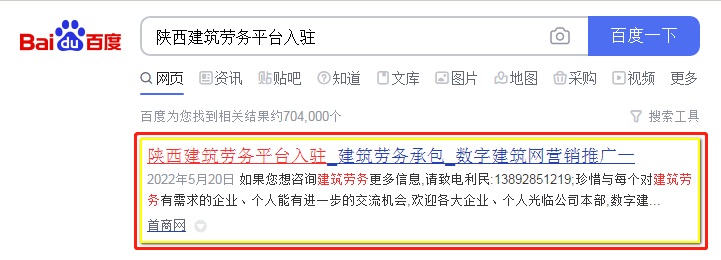 Bai du 百度
陕西建筑劳务平台入驻
百度一下
网页 资讯 贴吧 知道 文库 图片 地图 采购 视频 更多
百度为您找到相关结果约704,000个
搜索工具
陕西建筑劳务平台入驻_建筑劳务承包_数字建筑网营销推广一
2022年5月20日 如果您想咨询建筑劳务更多信息,请致电利民:13892851219;珍惜与每个对建筑劳
务有需求的企业、个人能有进一步的交流机会,欢迎各大企业、个人光临公司本部,数字建...
首商网